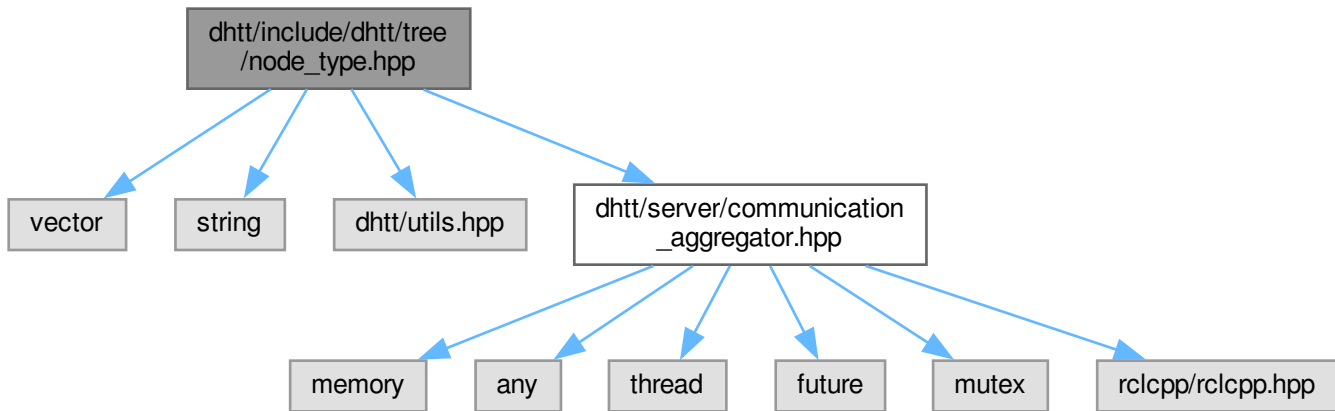 dhtt/include/dhtt/tree
/node_type.hpp
vector
string
dhtt/utils.hpp
dhtt/server/communication
_aggregator.hpp
memory
any
thread
future
mutex
rclcpp/rclcpp.hpp